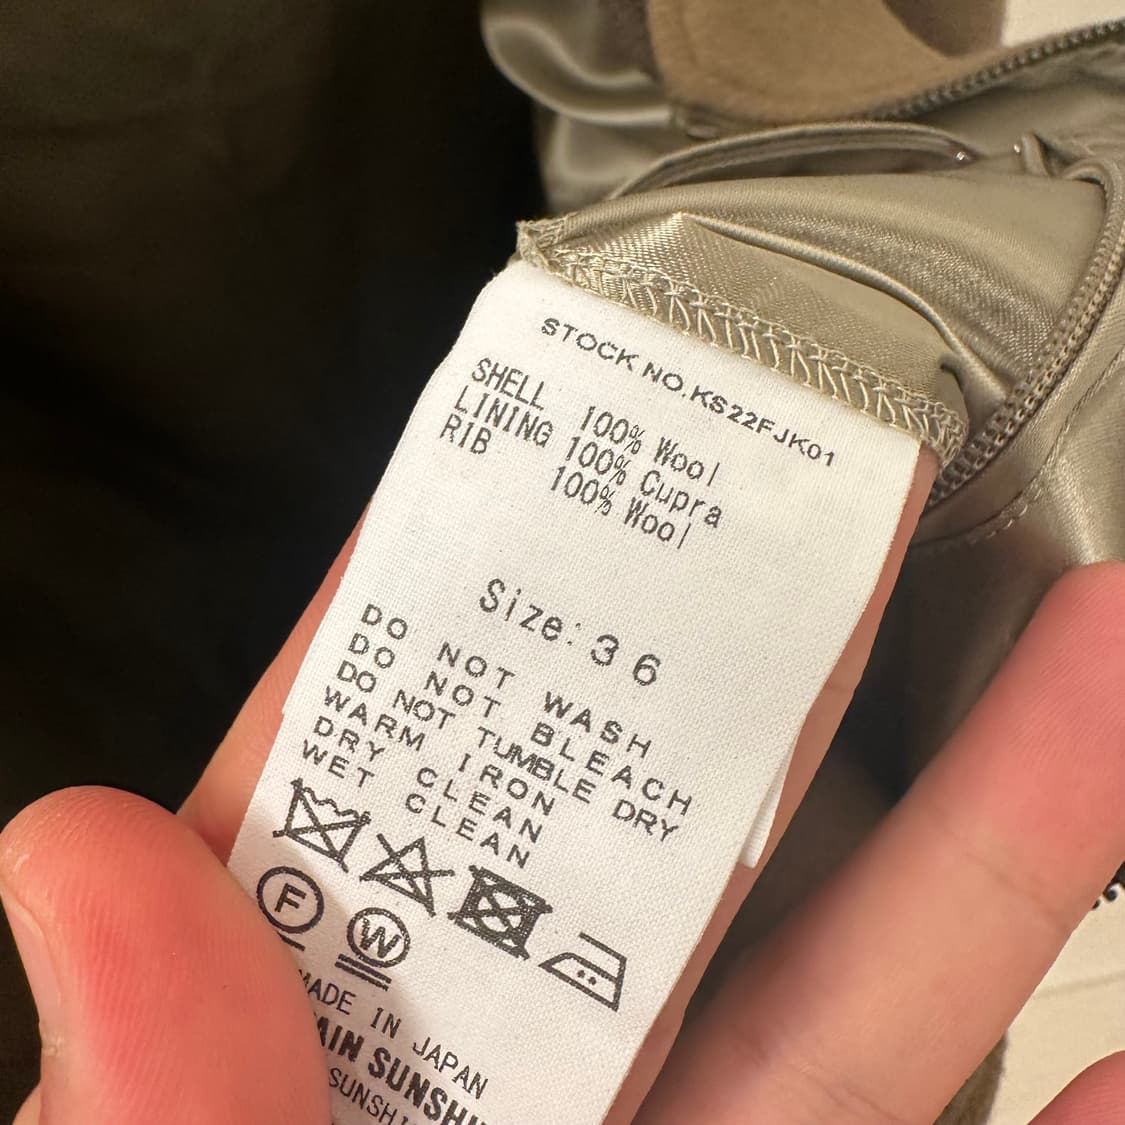 STOCK NO.KS22FJK01
SHELL 100% Wool
LINING 100% Cupra
RIB 100% Wool
Size:36
DO NOT WASH
DO NOT BLEACH
DO NOT TUMBLE DRY
WARM IRON
DRY CLEAN
WET CLEAN
F
W
MADE IN JAPAN